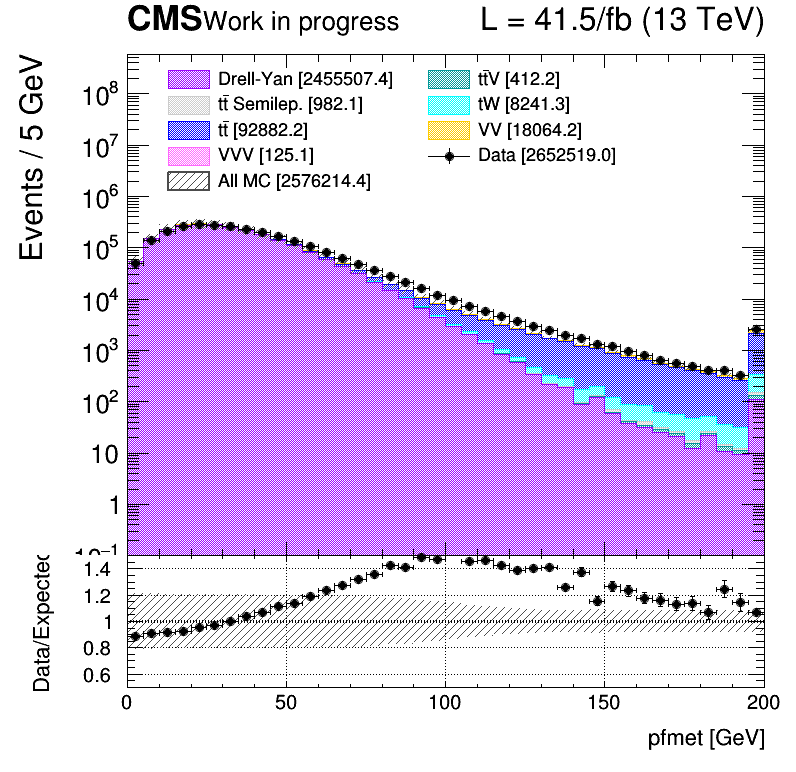 CMS Work in progress L = 41.5/fb (13 TeV)
Events / 5 GeV
Drell-Yan [2455507.4] tt̄V [412.2]
tt̄ Semilep. [982.1] tW [8241.3]
tt̄ [92882.2] VV [18064.2]
VVV [125.1] Data [2652519.0]
All MC [2576214.4]
10⁸
10⁷
10⁶
10⁵
10⁴
10³
10²
10
1
10⁻¹
Data/Expected
1.4
1.2
1
0.8
0.6
0 50 100 150 200
pfmet [GeV]